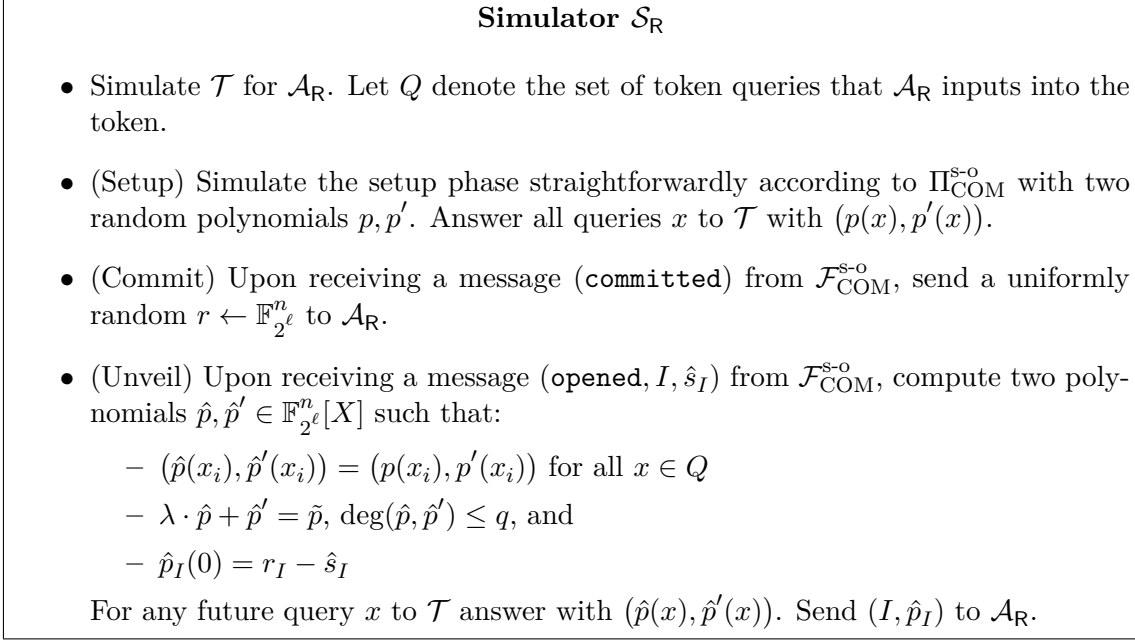 Simulator 𝒮_R
• Simulate 𝒯 for 𝒜_R. Let Q denote the set of token queries that 𝒜_R inputs into the
token.
• (Setup) Simulate the setup phase straightforwardly according to Π^{s-o}_{COM} with two
random polynomials p, p′. Answer all queries x to 𝒯 with (p(x), p′(x)).
• (Commit) Upon receiving a message (committed) from ℱ^{s-o}_{COM}, send a uniformly
random r ← 𝔽^n_{2^ℓ} to 𝒜_R.
• (Unveil) Upon receiving a message (opened, I, ŝ_I) from ℱ^{s-o}_{COM}, compute two poly-
nomials p̂, p̂′ ∈ 𝔽^n_{2^ℓ}[X] such that:
– (p̂(x_i), p̂′(x_i)) = (p(x_i), p′(x_i)) for all x ∈ Q
– λ · p̂ + p̂′ = p̃, deg(p̂, p̂′) ≤ q, and
– p̂_I(0) = r_I − ŝ_I
For any future query x to 𝒯 answer with (p̂(x), p̂′(x)). Send (I, p̂_I) to 𝒜_R.